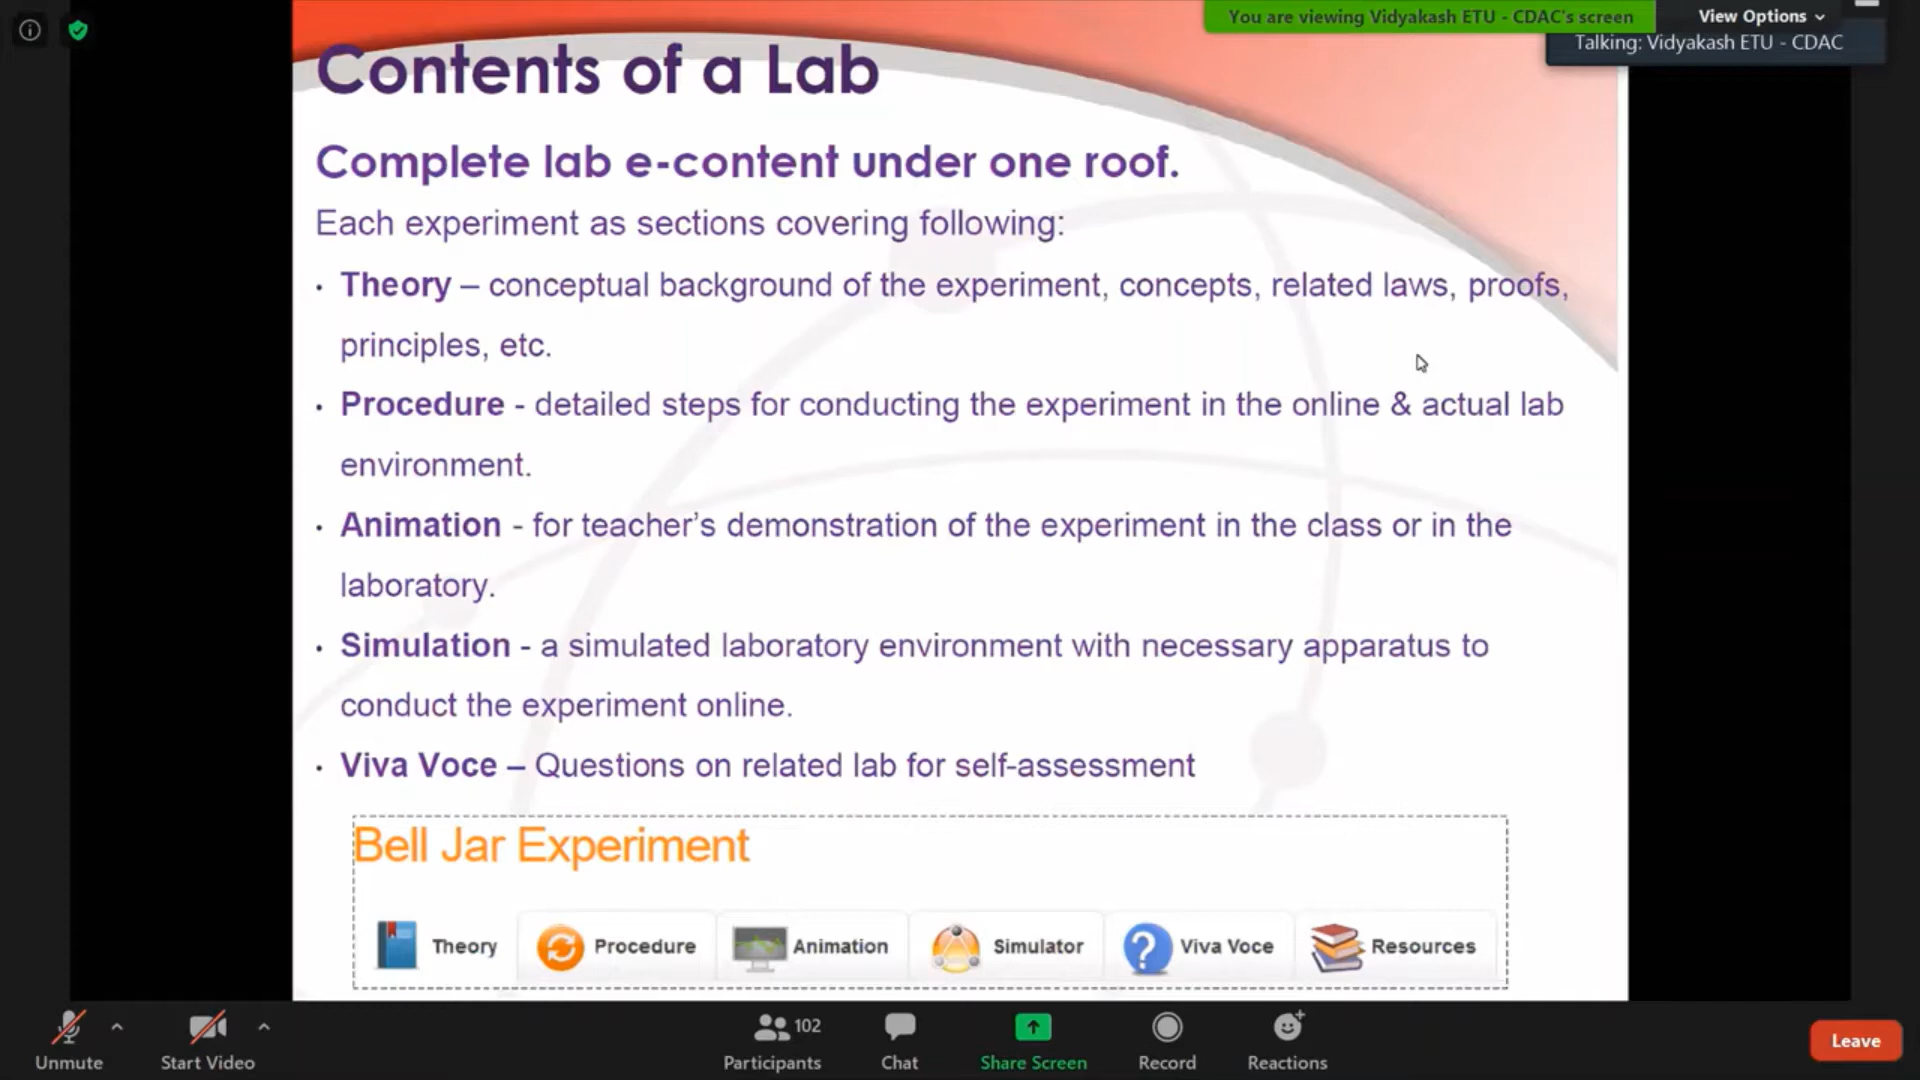 You are viewing Vidyakash ETU - CDAC's screen
View Options
Talking: Vidyakash ETU - CDAC
Contents of a Lab
Complete lab e-content under one roof.
Each experiment as sections covering following:
· Theory – conceptual background of the experiment, concepts, related laws, proofs,
principles, etc.
· Procedure - detailed steps for conducting the experiment in the online & actual lab
environment.
· Animation - for teacher’s demonstration of the experiment in the class or in the
laboratory.
· Simulation - a simulated laboratory environment with necessary apparatus to
conduct the experiment online.
· Viva Voce – Questions on related lab for self-assessment
Bell Jar Experiment
Theory Procedure Animation Simulator Viva Voce Resources
102
Unmute Start Video Participants Chat Share Screen Record Reactions Leave